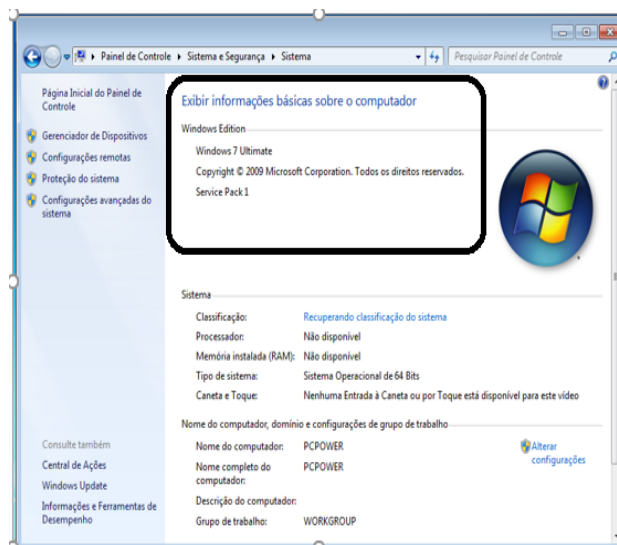 Painel de Controle ▸ Sistema e Segurança ▸ Sistema
Pesquisar Painel de Controle
Página Inicial do Painel de
Controle
Gerenciador de Dispositivos
Configurações remotas
Proteção do sistema
Configurações avançadas do
sistema
Consulte também
Central de Ações
Windows Update
Informações e Ferramentas de
Desempenho
Exibir informações básicas sobre o computador
Windows Edition
Windows 7 Ultimate
Copyright © 2009 Microsoft Corporation. Todos os direitos reservados.
Service Pack 1
Sistema
Classificação: Recuperando classificação do sistema
Processador: Não disponível
Memória instalada (RAM): Não disponível
Tipo de sistema: Sistema Operacional de 64 Bits
Caneta e Toque: Nenhuma Entrada à Caneta ou por Toque está disponível para este vídeo
Nome do computador, domínio e configurações de grupo de trabalho
Nome do computador: PCPOWER
Alterar
configurações
Nome completo do
computador: PCPOWER
Descrição do computador:
Grupo de trabalho: WORKGROUP